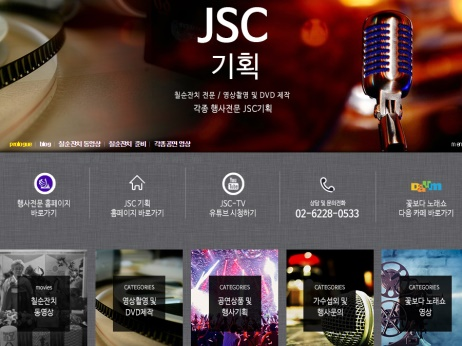 JSC
기획
칠순잔치 전문 / 영상촬영 및 DVD 제작
각종 행사전문 JSC기획
prologue | blog | 칠순잔치 동영상 | 칠순잔치 준비 | 각종공연 영상
행사전문 홈페이지
바로가기
JSC 기획
홈페이지 바로가기
You
Tube
JSC-TV
유튜브 시청하기
상담 및 문의전화
02-6228-0533
Daum
꽃보다 노래쇼
다음 카페 바로가기
movies
칠순잔치
동영상
CATEGORIES
영상촬영 및
DVD제작
CATEGORIES
공연상품 및
행사기획
CATEGORIES
가수섭외 및
행사문의
CATEGORIES
꽃보다 노래쇼
영상